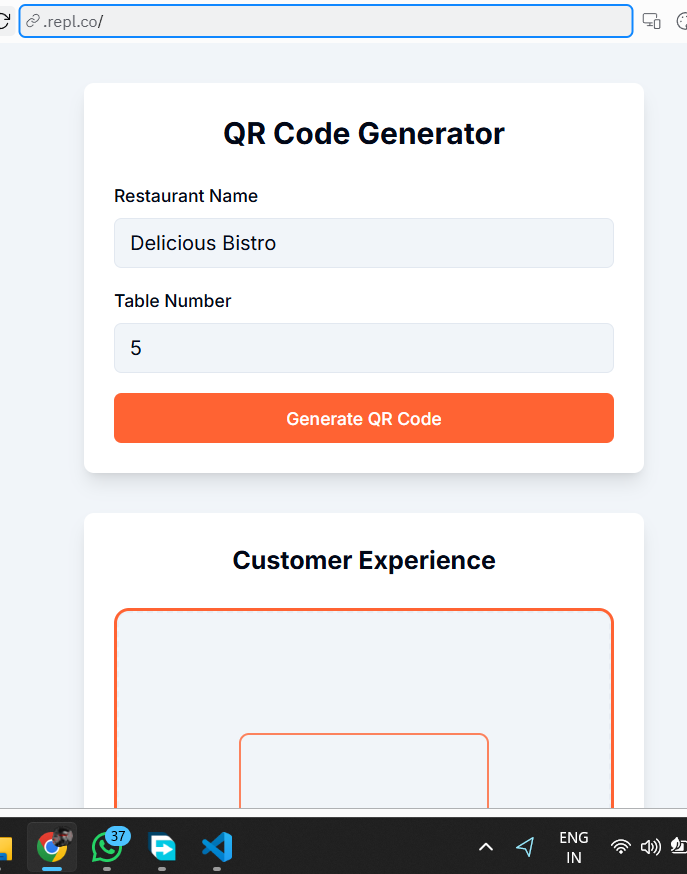 .repl.co/
QR Code Generator
Restaurant Name
Delicious Bistro
Table Number
5
Generate QR Code
Customer Experience
37
ENG
IN